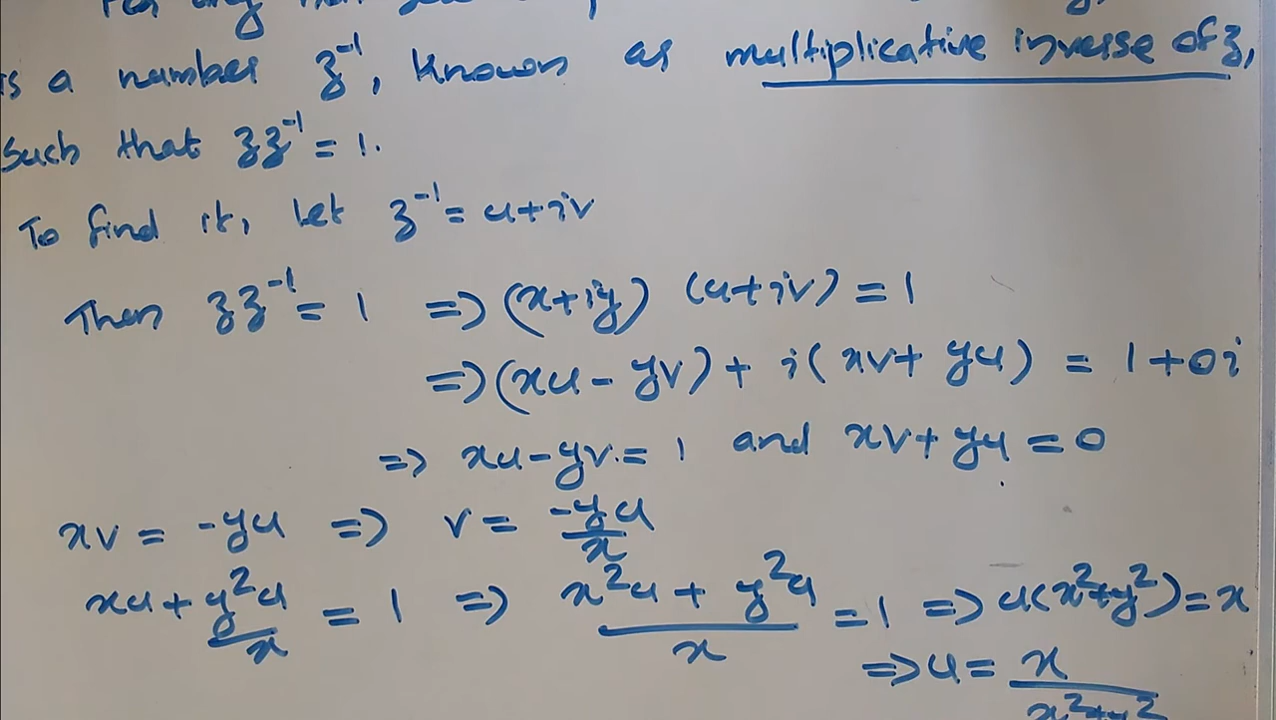 is a number z⁻¹, known as multiplicative inverse of z,
Such that zz⁻¹ = 1.
To find it, let z⁻¹ = u+iv
Then zz⁻¹ = 1 => (x+iy) (u+iv) = 1
=> (xu - yv) + i(xv + yu) = 1+0i
=> xu-yv = 1 and xv + yu = 0
xv = -yu => v = -yu/x
xu + y²u/x = 1 => (x²u + y²u)/x = 1 => u(x²+y²) = x
=> u = x/(x²+y²)